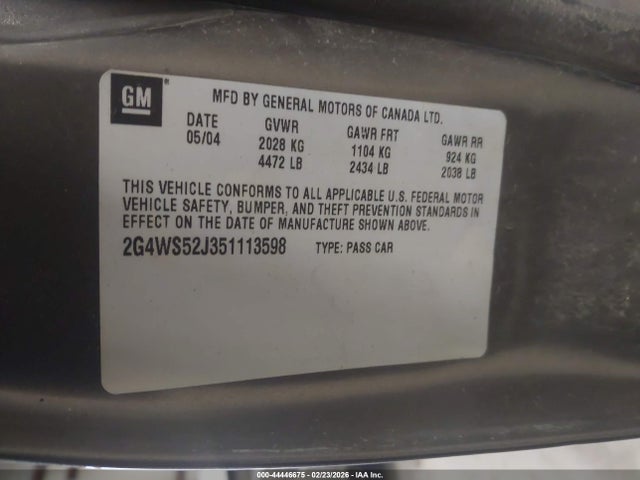 GM
MFD BY GENERAL MOTORS OF CANADA LTD.
DATE GVWR GAWR FRT GAWR RR
05/04 2028 KG 1104 KG 924 KG
4472 LB 2434 LB 2038 LB
THIS VEHICLE CONFORMS TO ALL APPLICABLE U.S. FEDERAL MOTOR
VEHICLE SAFETY, BUMPER, AND THEFT PREVENTION STANDARDS IN
EFFECT ON THE DATE OF MANUFACTURE SHOWN ABOVE.
2G4WS52J351113598 TYPE: PASS CAR
000-44446675 - 02/23/2026 - IAA Inc.